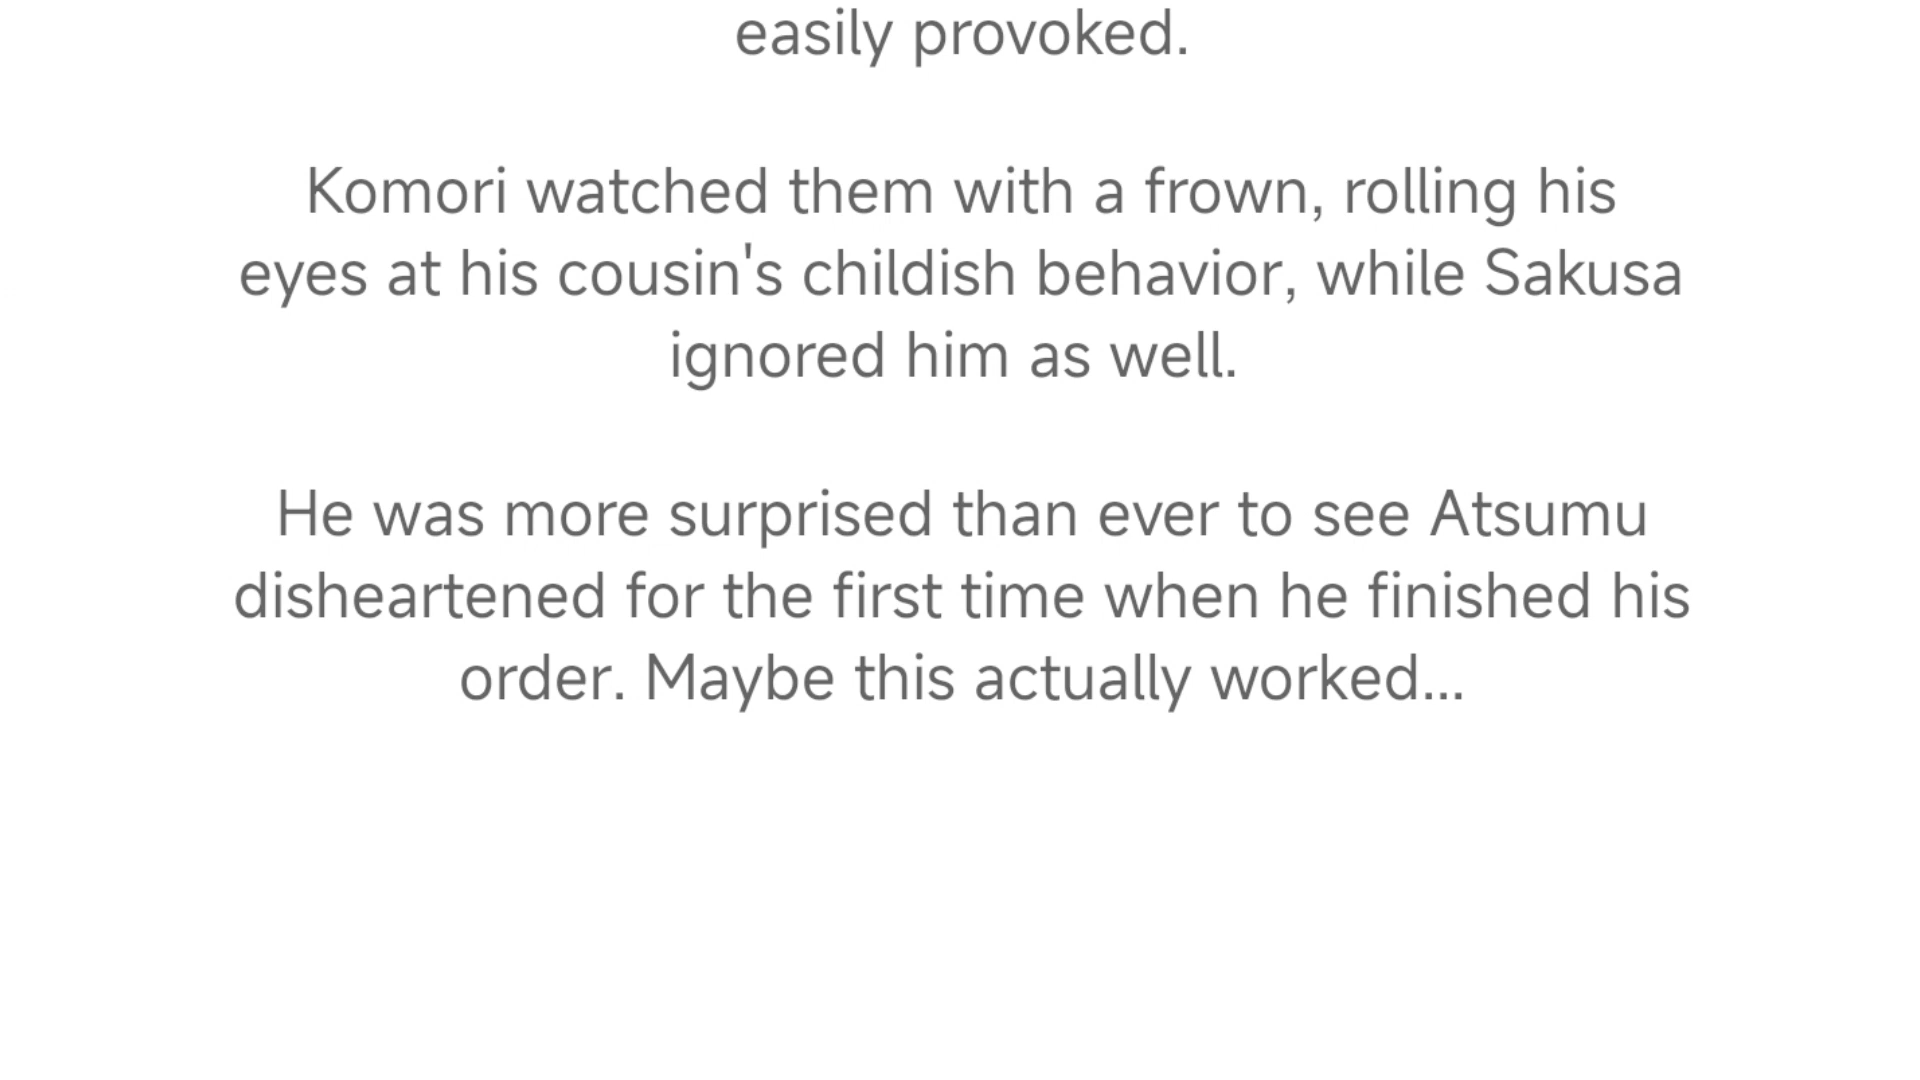 easily provoked.
Komori watched them with a frown, rolling his
eyes at his cousin's childish behavior, while Sakusa
ignored him as well.
He was more surprised than ever to see Atsumu
disheartened for the first time when he finished his
order. Maybe this actually worked...